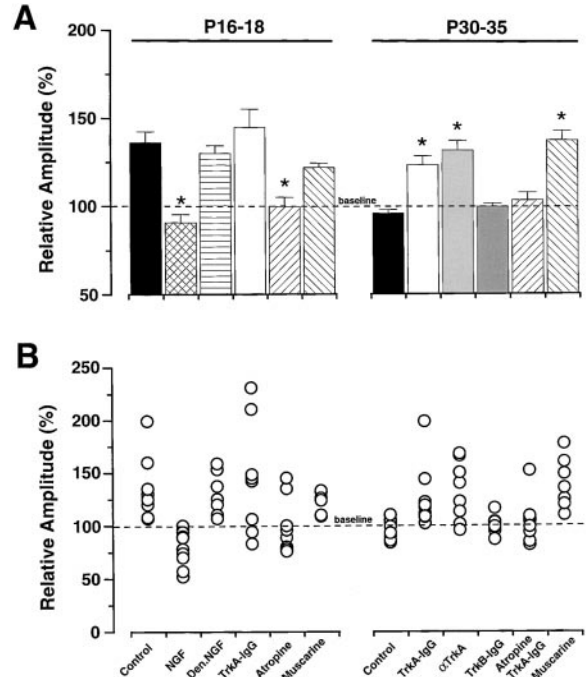 A
P16-18
P30-35
Relative Amplitude (%)
200
150
100
50
baseline
*
*
*
*
*
B
Relative Amplitude (%)
250
200
150
100
50
0
baseline
Control
NGF
Den.NGF
TrkA-IgG
Atropine
Muscarine
Control
TrkA-IgG
αTrkA
TrkB-IgG
Atropine
TrkA-IgG
Muscarine